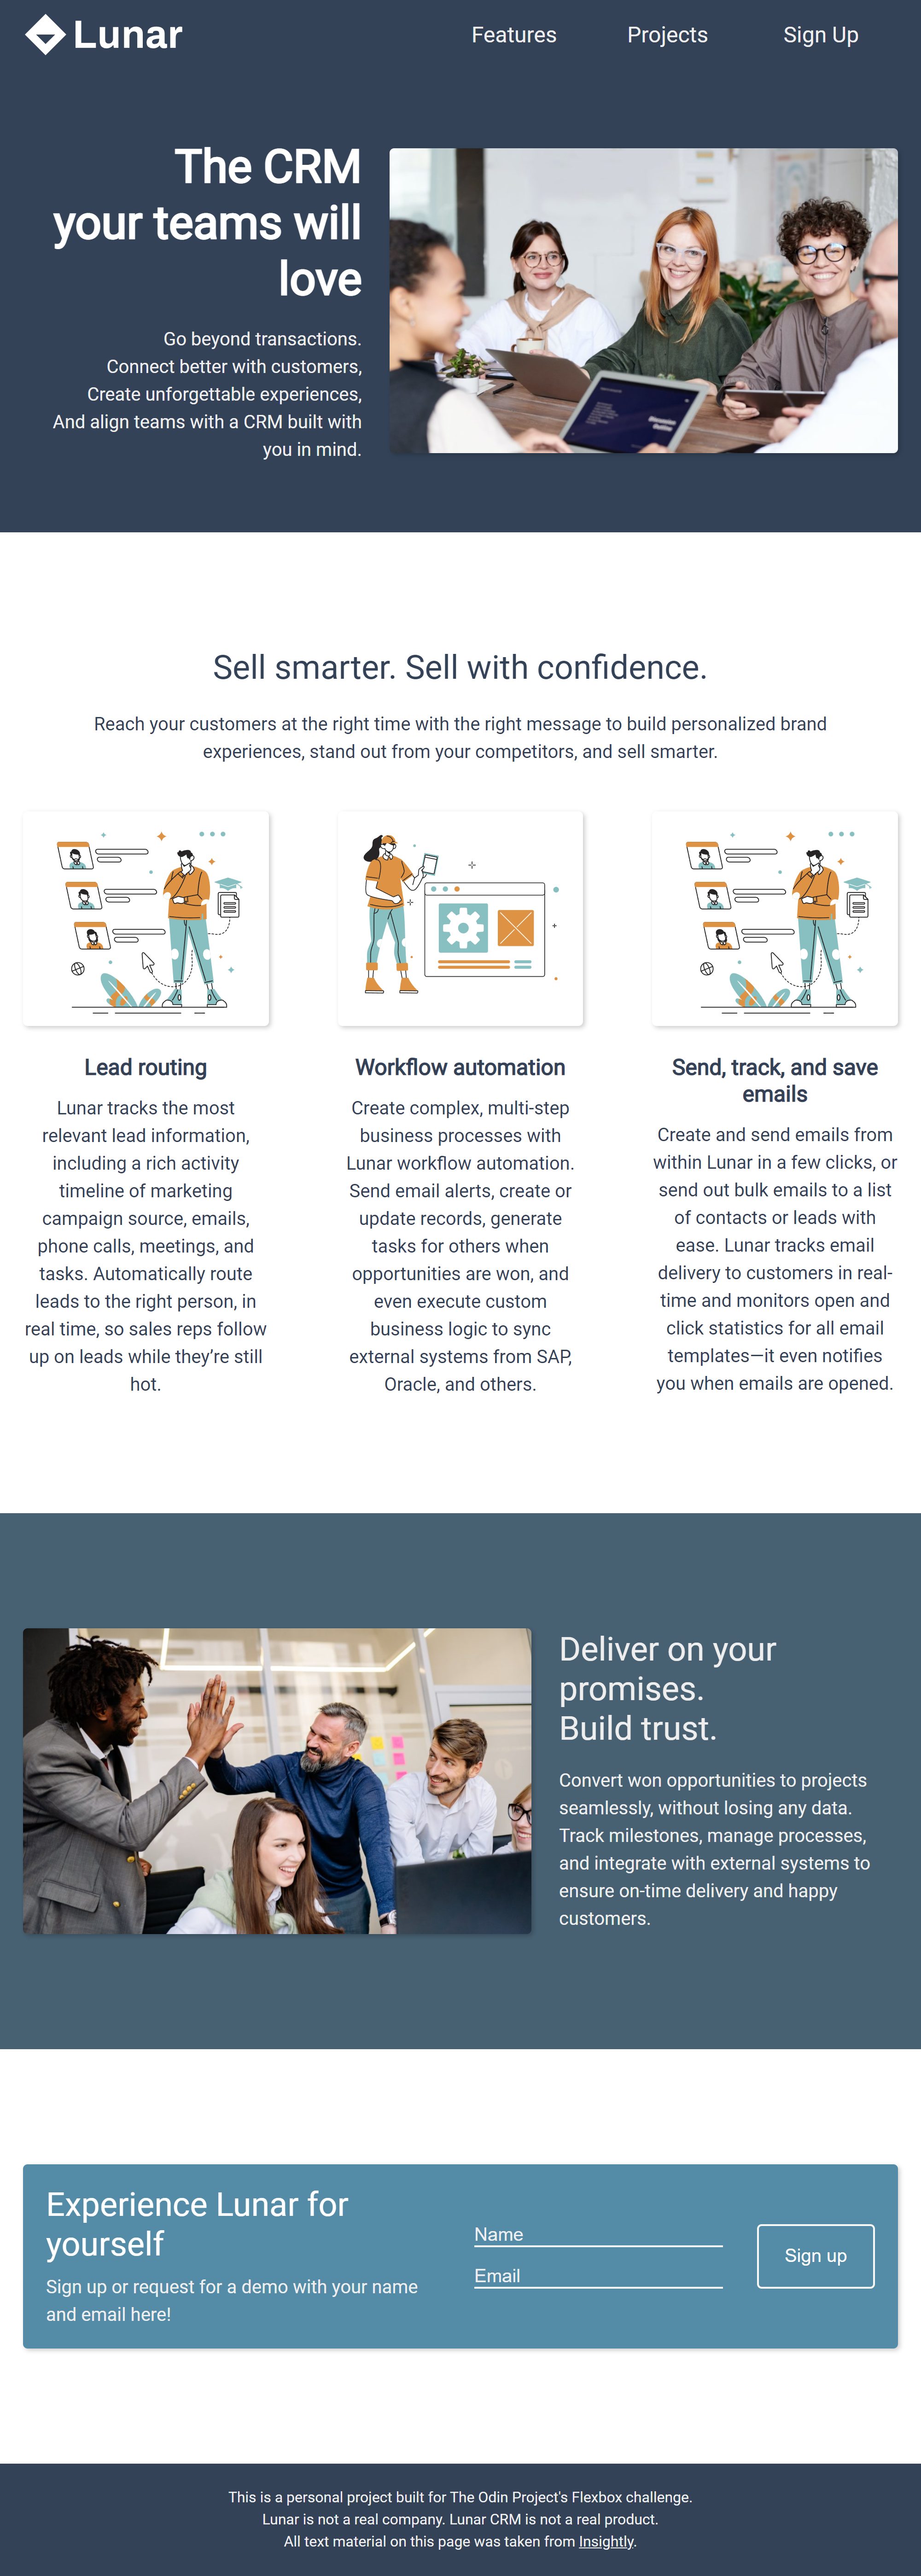 Lunar
Features
Projects
Sign Up
The CRM
your teams will
love
Go beyond transactions.
Connect better with customers,
Create unforgettable experiences,
And align teams with a CRM built with
you in mind.
Sell smarter. Sell with confidence.
Reach your customers at the right time with the right message to build personalized brand
experiences, stand out from your competitors, and sell smarter.
Lead routing
Lunar tracks the most
relevant lead information,
including a rich activity
timeline of marketing
campaign source, emails,
phone calls, meetings, and
tasks. Automatically route
leads to the right person, in
real time, so sales reps follow
up on leads while they’re still
hot.
Workflow automation
Create complex, multi-step
business processes with
Lunar workflow automation.
Send email alerts, create or
update records, generate
tasks for others when
opportunities are won, and
even execute custom
business logic to sync
external systems from SAP,
Oracle, and others.
Send, track, and save
emails
Create and send emails from
within Lunar in a few clicks, or
send out bulk emails to a list
of contacts or leads with
ease. Lunar tracks email
delivery to customers in real-
time and monitors open and
click statistics for all email
templates—it even notifies
you when emails are opened.
Deliver on your
promises.
Build trust.
Convert won opportunities to projects
seamlessly, without losing any data.
Track milestones, manage processes,
and integrate with external systems to
ensure on-time delivery and happy
customers.
Experience Lunar for
yourself
Sign up or request for a demo with your name
and email here!
Name
Email
Sign up
This is a personal project built for The Odin Project's Flexbox challenge.
Lunar is not a real company. Lunar CRM is not a real product.
All text material on this page was taken from Insightly.